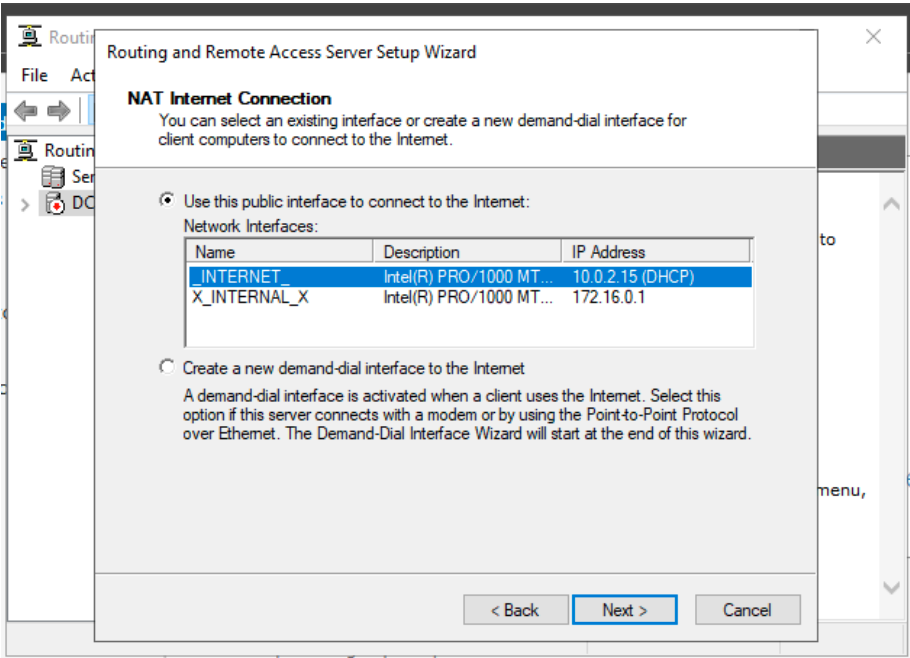 Routin
Routing and Remote Access Server Setup Wizard
File Act
NAT Internet Connection
You can select an existing interface or create a new demand-dial interface for
client computers to connect to the Internet.
Routin
Ser
DC
Use this public interface to connect to the Internet:
Network Interfaces:
Name Description IP Address
_INTERNET_ Intel(R) PRO/1000 MT... 10.0.2.15 (DHCP)
X_INTERNAL_X Intel(R) PRO/1000 MT... 172.16.0.1
to
Create a new demand-dial interface to the Internet
A demand-dial interface is activated when a client uses the Internet. Select this
option if this server connects with a modem or by using the Point-to-Point Protocol
over Ethernet. The Demand-Dial Interface Wizard will start at the end of this wizard.
menu,
< Back Next > Cancel